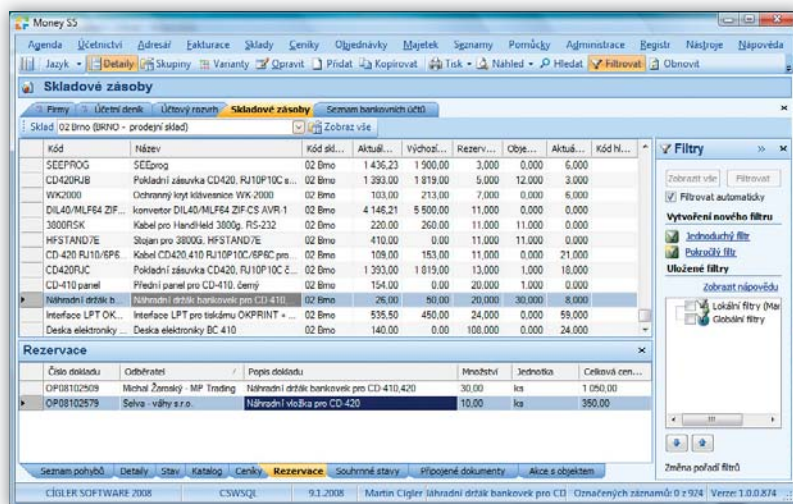 Money S5
Agenda Účetnictví Adresář Fakturace Sklady Ceníky Objednávky Majetek Seznamy Pomůcky Administrace Registr Nástroje Nápověda
Jazyk Detaily Skupiny Varianty Opravit Přidat Kopírovat Tisk Náhled Hledat Filtrovat Obnovit
Skladové zásoby
Firmy Účetní deník Účtový rozvrh Skladové zásoby Seznam bankovních účtů
Sklad 02 Brno (BRNO - prodejní sklad) Zobraz vše
Kód Název Kód skl... Aktuál... Výchozí... Rezerv... Obje... Aktuá... Kód hl...
SEEPROG SEEprog 02 Brno 1 436,23 1 900,00 3,000 0,000 6,000
CD420RJB Pokladní zásuvka CD420, RJ10P10C s... 02 Brno 1 393,00 1 819,00 5,000 12,000 3,000
WK2000 Ochranný kryt klávesnice WK-2000 02 Brno 103,00 213,00 7,000 0,000 6,000
DIL40/MLF64 ZIF... konvertor DIL40/MLF64 ZIF-CS AVR-1 02 Brno 4 146,21 5 500,00 11,000 0,000 0,000
3800RSK Kabel pro HandHeld 3800g. RS-232 02 Brno 220,00 260,00 11,000 11,000 0,000
HFSTAND7E Stojan pro 3800G. HFSTAND7E 02 Brno 410,00 0,00 11,000 11,000 0,000
CD-420 RJ10/6P6... Kabel CD420,410 RJ10P10C/6P6C pro... 02 Brno 109,00 153,00 11,000 0,000 21,000
CD420RJC Pokladní zásuvka CD420, RJ10P10C č... 02 Brno 1 393,00 1 819,00 13,000 1,000 18,000
CD-410 panel Přední panel pro CD-410, černý 02 Brno 154,00 0,00 20,000 1,000 0,000
Náhradní držák b... Náhradní držák bankovek pro CD-410,... 02 Brno 26,00 50,00 20,000 30,000 8,000
Interface LPT OK... Interface LPT pro tiskárnu OKPRINT + ... 02 Brno 535,50 450,00 24,000 0,000 59,000
Deska elektroniky ... Deska elektroniky BC 410 02 Brno 140,00 0,00 108,000 0,000 24,000
Filtry
Zobrazit vše Filtrovat
Filtrovat automaticky
Vytvoření nového filtru
Jednoduchý filtr
Pokročilý filtr
Uložené filtry
Zobrazit nápovědu
Lokální filtry (Mar
Globální filtry
Změna pořadí filtrů
Rezervace
Číslo dokladu Odběratel Popis dokladu Množství Jednotka Celková cen...
OP08102509 Michal Žaroský - MP Trading Náhradní držák bankovek pro CD-410,420 30,00 ks 1 050,00
OP08102579 Selva - váhy s.r.o. Náhradní vložka pro CD-420 10,00 ks 350,00
Seznam pohybů Detaily Stav Katalog Ceníky Rezervace Souhrnné stavy Připojené dokumenty Akce s objektem
CÍGLER SOFTWARE 2008 CSWSQL 9.1.2008 Martin Cígler láhradní držák bankovek pro CD Označených záznamů: 0 z 924 Verze: 1.0.0.874